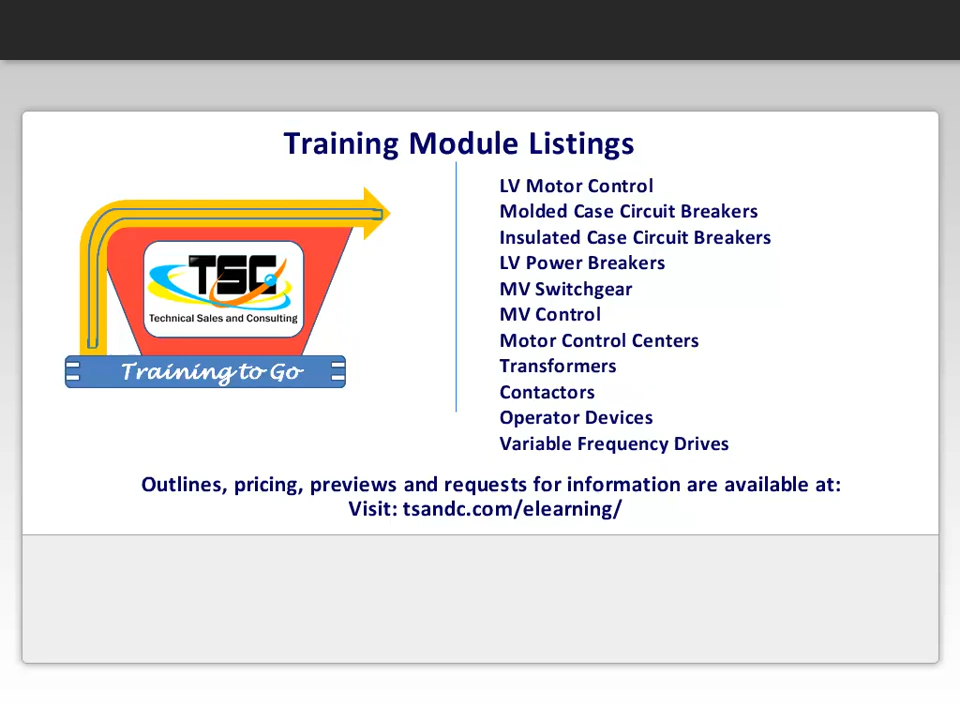 Training Module Listings
TSC
Technical Sales and Consulting
Training to Go
LV Motor Control
Molded Case Circuit Breakers
Insulated Case Circuit Breakers
LV Power Breakers
MV Switchgear
MV Control
Motor Control Centers
Transformers
Contactors
Operator Devices
Variable Frequency Drives
Outlines, pricing, previews and requests for information are available at:
Visit: tsandc.com/elearning/